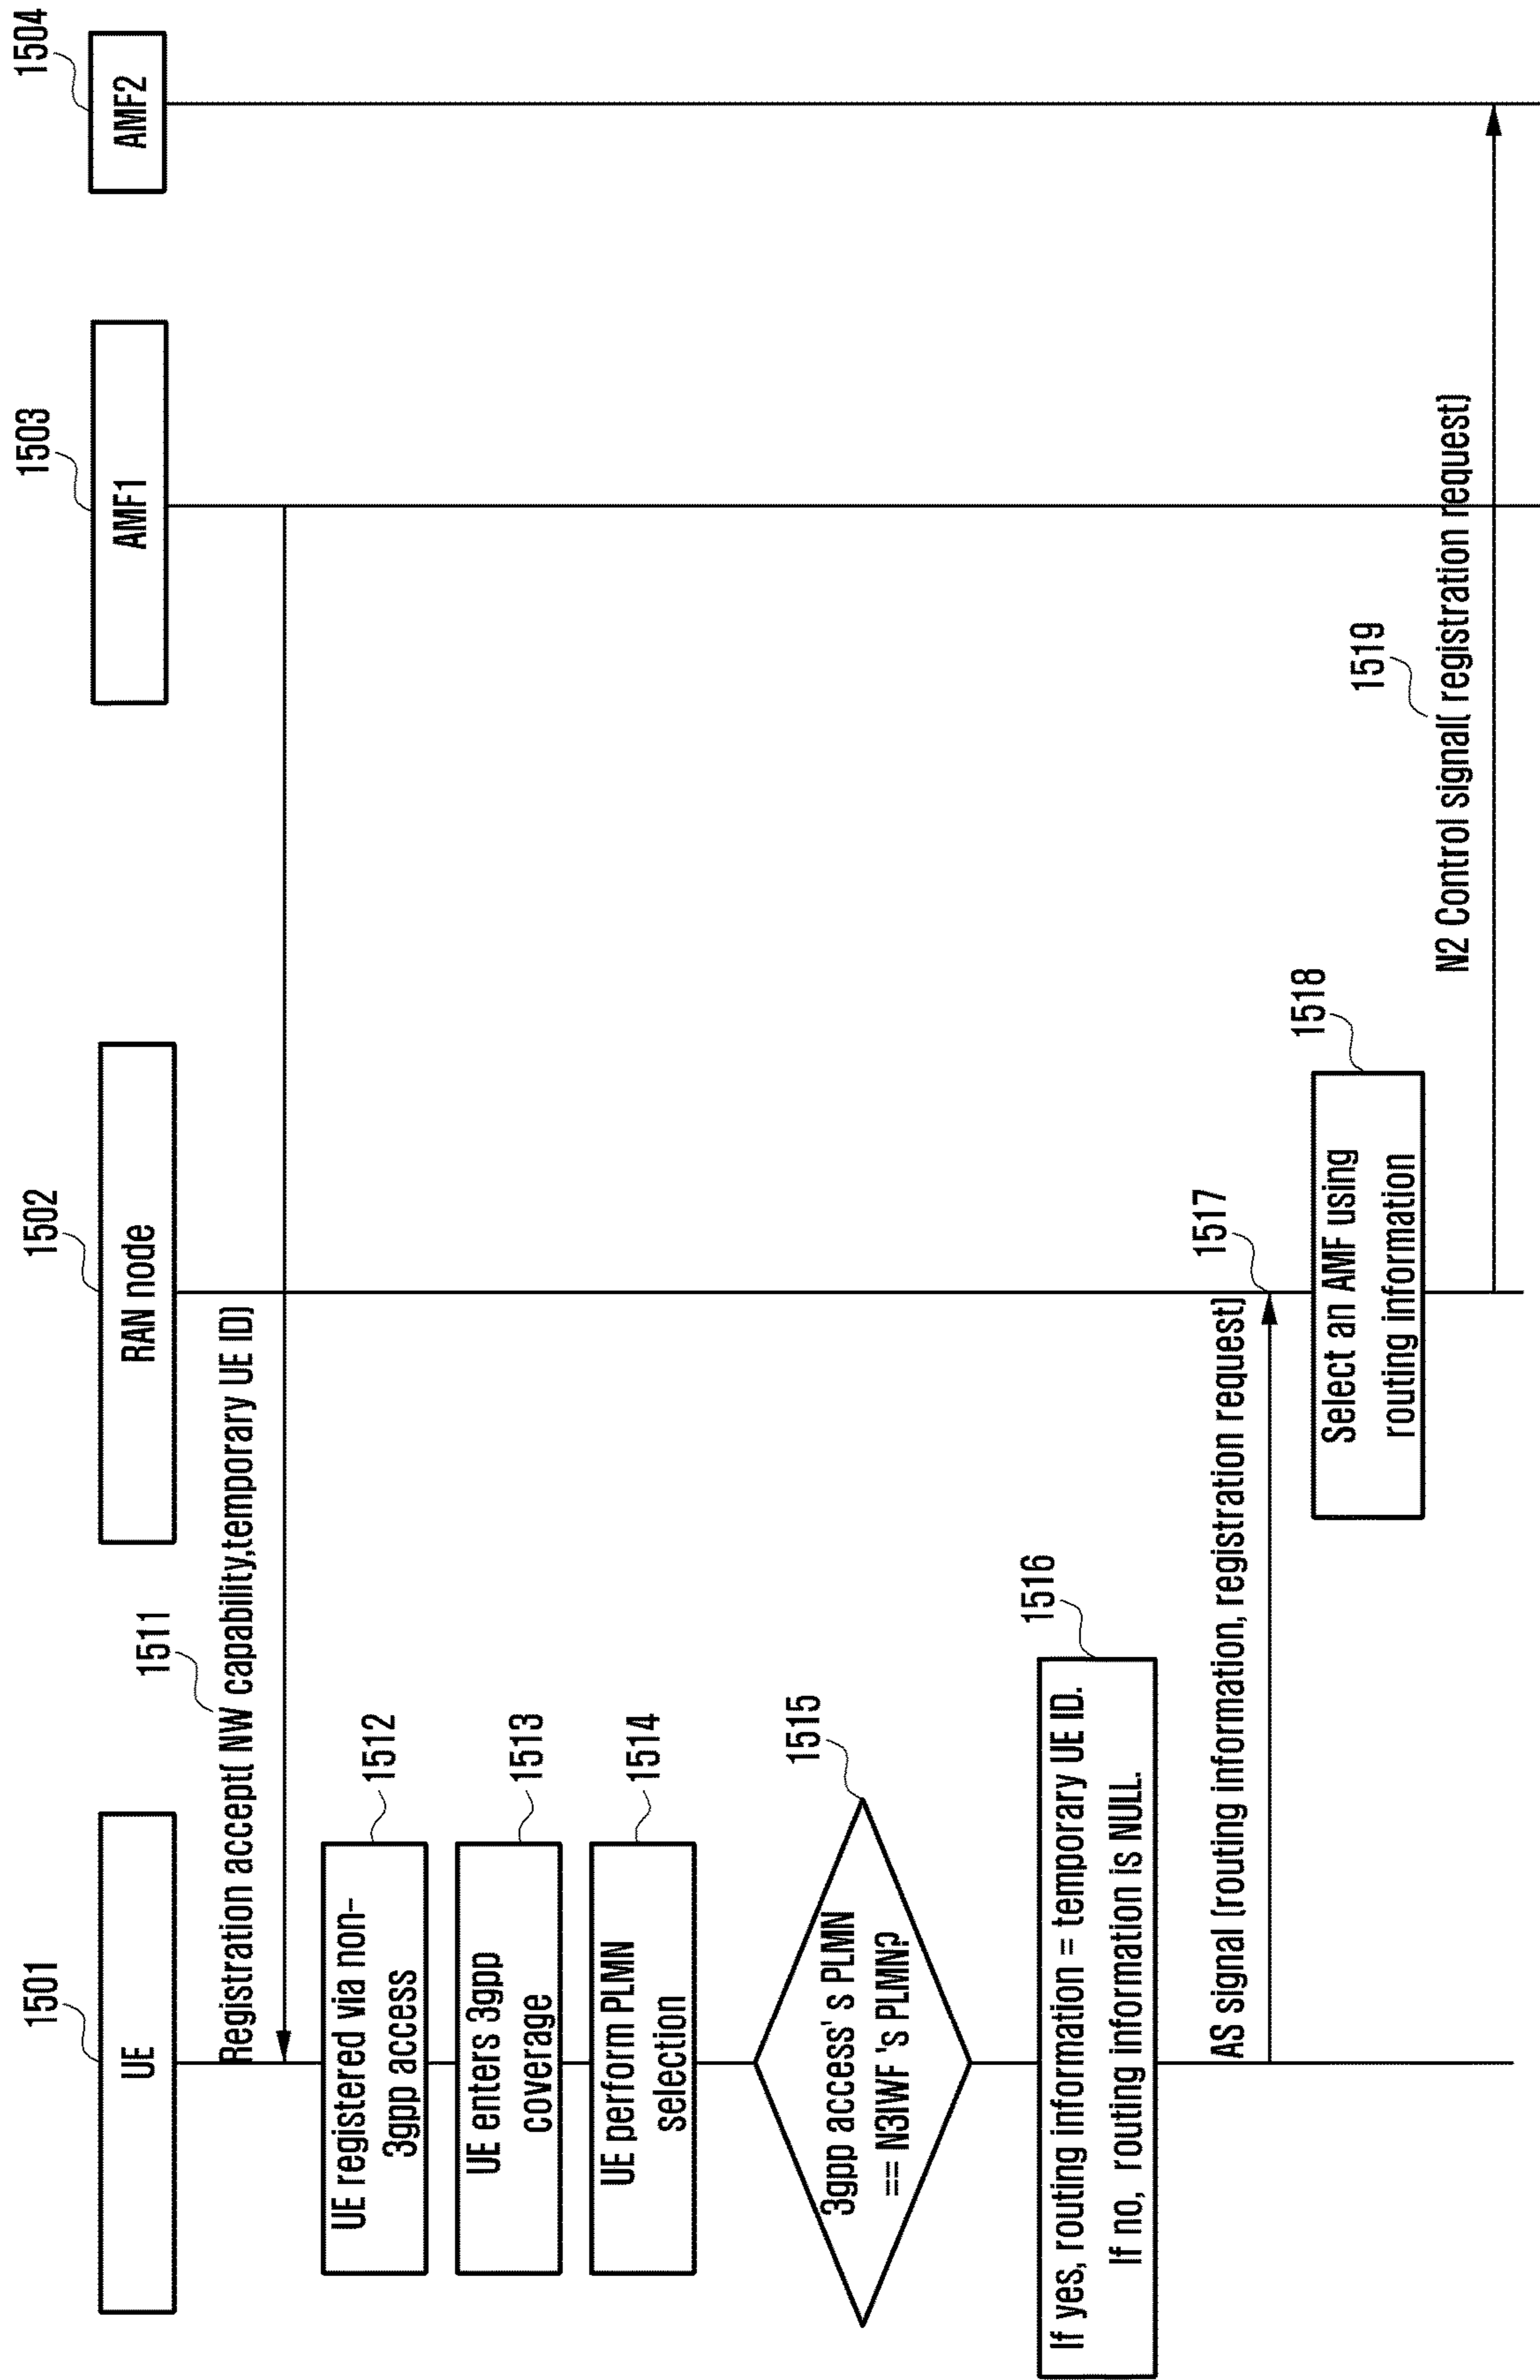 1501
UE
1502
RAN node
1503
AMF1
1504
AMF2
1511
Registration accept( NW capability,temporary UE ID)
UE registered via non-
3gpp access
1512
UE enters 3gpp
coverage
1513
UE perform PLMN
selection
1514
3gpp access' s PLMN
== N3IWF 's PLMN?
1515
If yes, routing information = temporary UE ID.
If no, routing information is NULL.
1516
AS signal (routing information, registration request)
1517
Select an AMF using
routing information
1518
N2 Control signal( registration request)
1519